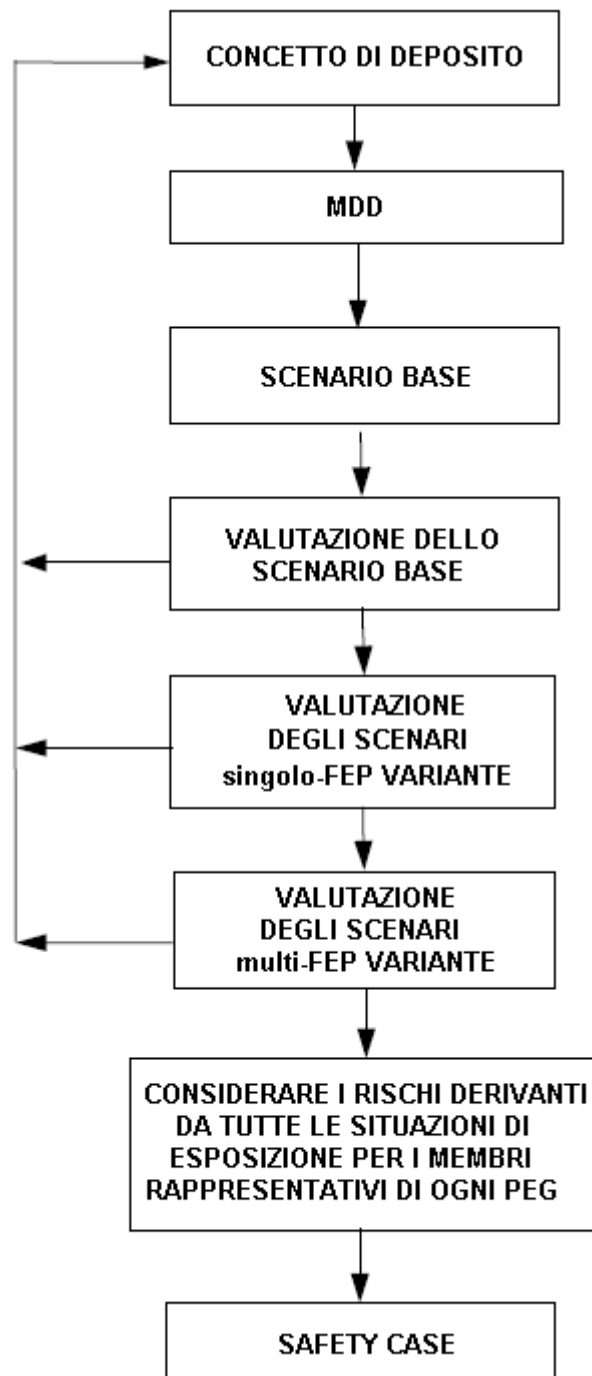 CONCETTO DI DEPOSITO
MDD
SCENARIO BASE
VALUTAZIONE DELLO
SCENARIO BASE
VALUTAZIONE
DEGLI SCENARI
singolo-FEP VARIANTE
VALUTAZIONE
DEGLI SCENARI
multi-FEP VARIANTE
CONSIDERARE I RISCHI DERIVANTI
DA TUTTE LE SITUAZIONI DI
ESPOSIZIONE PER I MEMBRI
RAPPRESENTATIVI DI OGNI PEG
SAFETY CASE